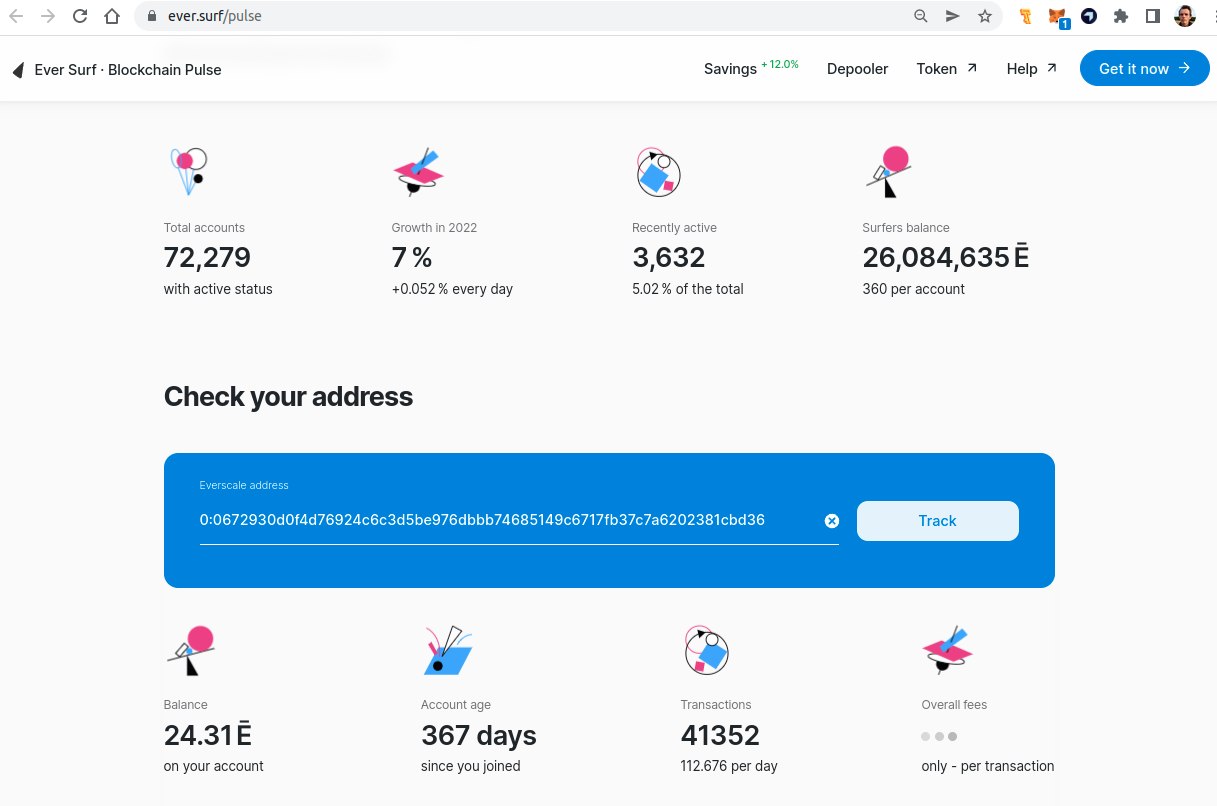 ever.surf/pulse
1
Ever Surf · Blockchain Pulse
Savings + 12.0%
Depooler
Token
Help
Get it now
Total accounts
Growth in 2022
Recently active
Surfers balance
72,279
7 %
3,632
26,084,635 Ē
with active status
+0.052 % every day
5.02 % of the total
360 per account
Check your address
Everscale address
0:0672930d0f4d76924c6c3d5be976dbbb74685149c6717fb37c7a6202381cbd36
Track
Balance
Account age
Transactions
Overall fees
24.31 Ē
367 days
41352
on your account
since you joined
112.676 per day
only - per transaction